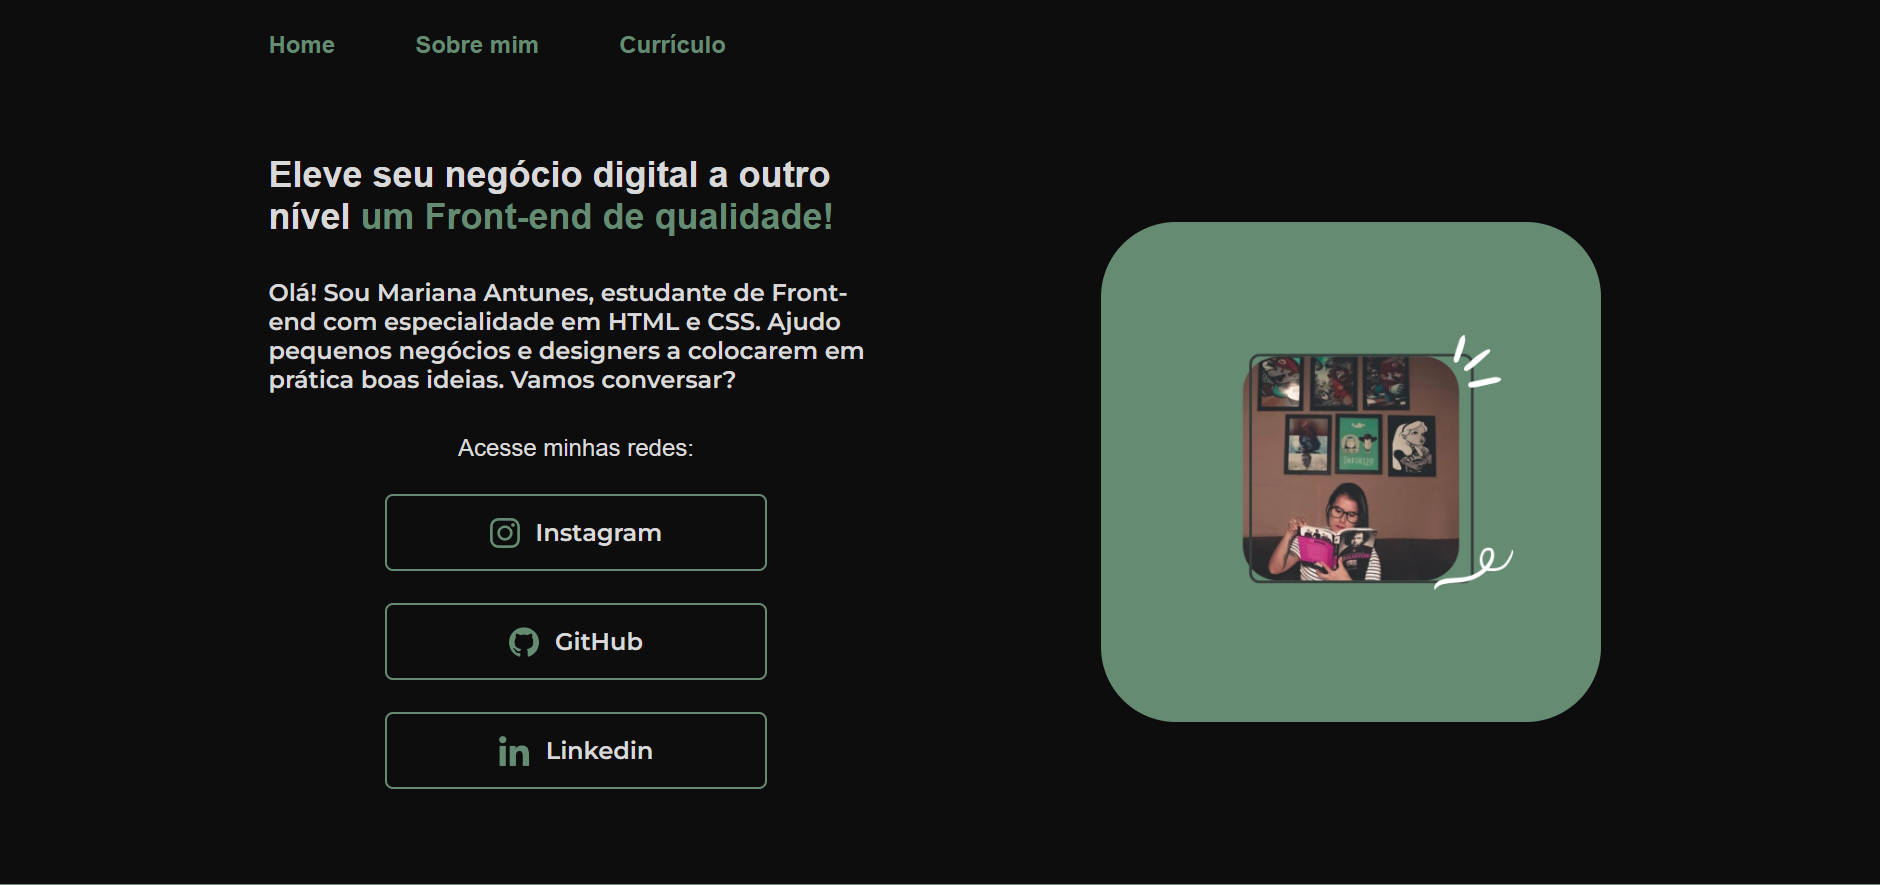 Home Sobre mim Currículo
Eleve seu negócio digital a outro
nível um Front-end de qualidade!
Olá! Sou Mariana Antunes, estudante de Front-
end com especialidade em HTML e CSS. Ajudo
pequenos negócios e designers a colocarem em
prática boas ideias. Vamos conversar?
Acesse minhas redes:
Instagram
GitHub
Linkedin